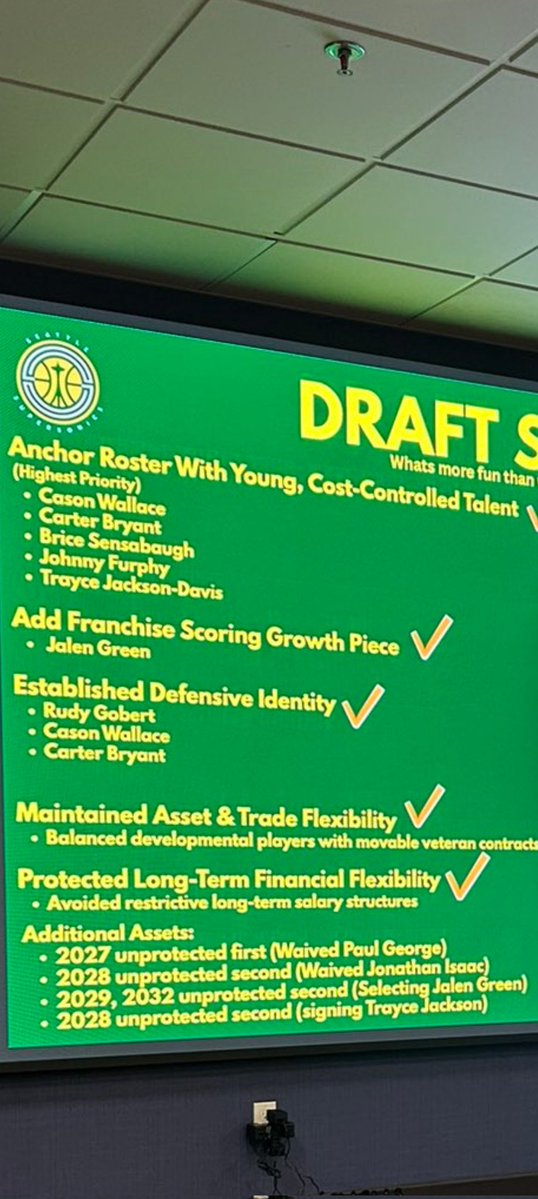 SEATTLE
SUPERSONICS
DRAFT S
Whats more fun than
Anchor Roster With Young, Cost-Controlled Talent
(Highest Priority)
• Cason Wallace
• Carter Bryant
• Brice Sensabaugh
• Johnny Furphy
• Trayce Jackson-Davis
Add Franchise Scoring Growth Piece
• Jalen Green
Established Defensive Identity
• Rudy Gobert
• Cason Wallace
• Carter Bryant
Maintained Asset & Trade Flexibility
• Balanced developmental players with movable veteran contracts
Protected Long-Term Financial Flexibility
• Avoided restrictive long-term salary structures
Additional Assets:
• 2027 unprotected first (Waived Paul George)
• 2028 unprotected second (Waived Jonathan Isaac)
• 2029, 2032 unprotected second (Selecting Jalen Green)
• 2028 unprotected second (signing Trayce Jackson)